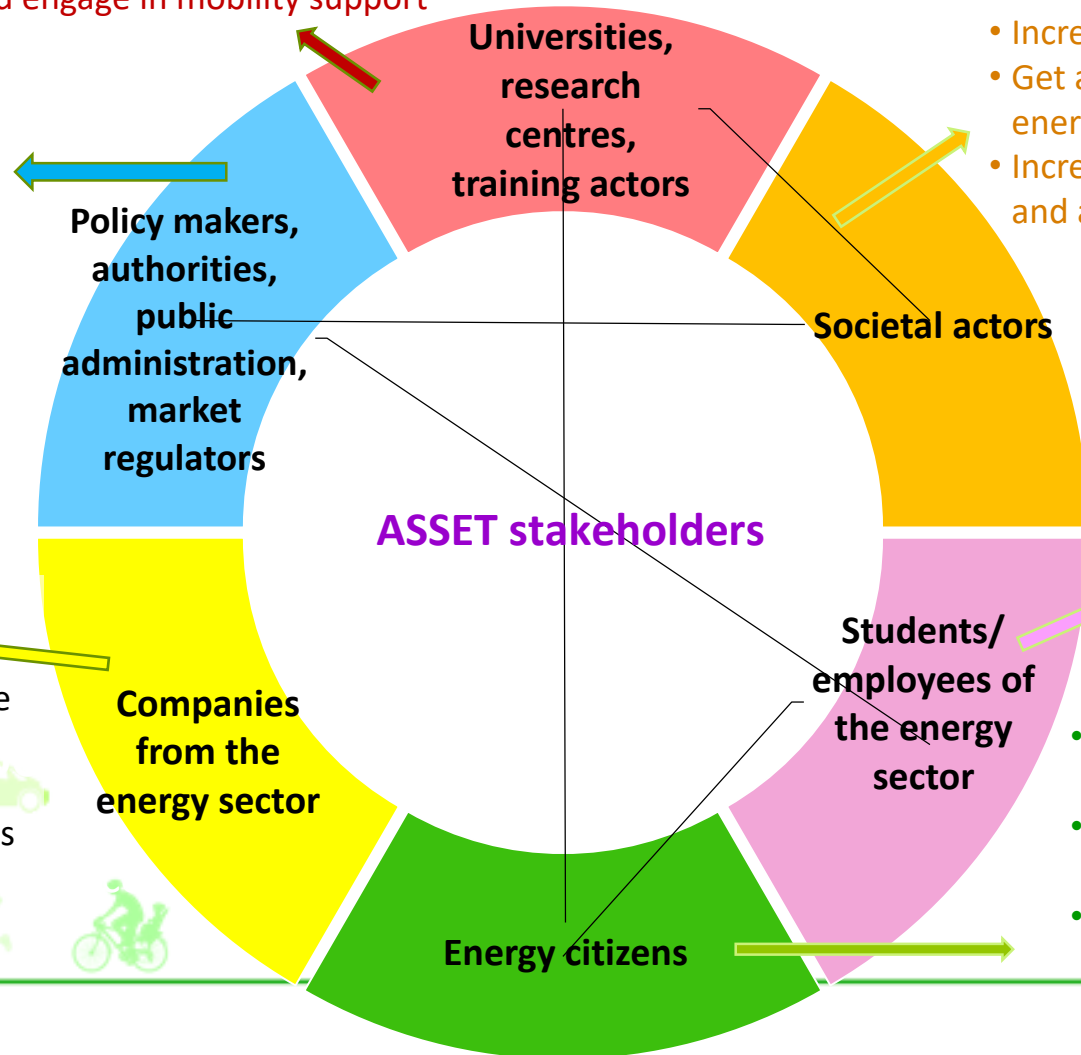 engage in mobility support
Universities,
research
centres,
training actors
• Incre
• Get a
ener
• Incre
and a
Policy makers,
authorities,
public
administration,
market
regulators
Societal actors
ASSET stakeholders
Students/
employees of
the energy
sector
Companies
from the
energy sector
e
s
•
•
•
Energy citizens